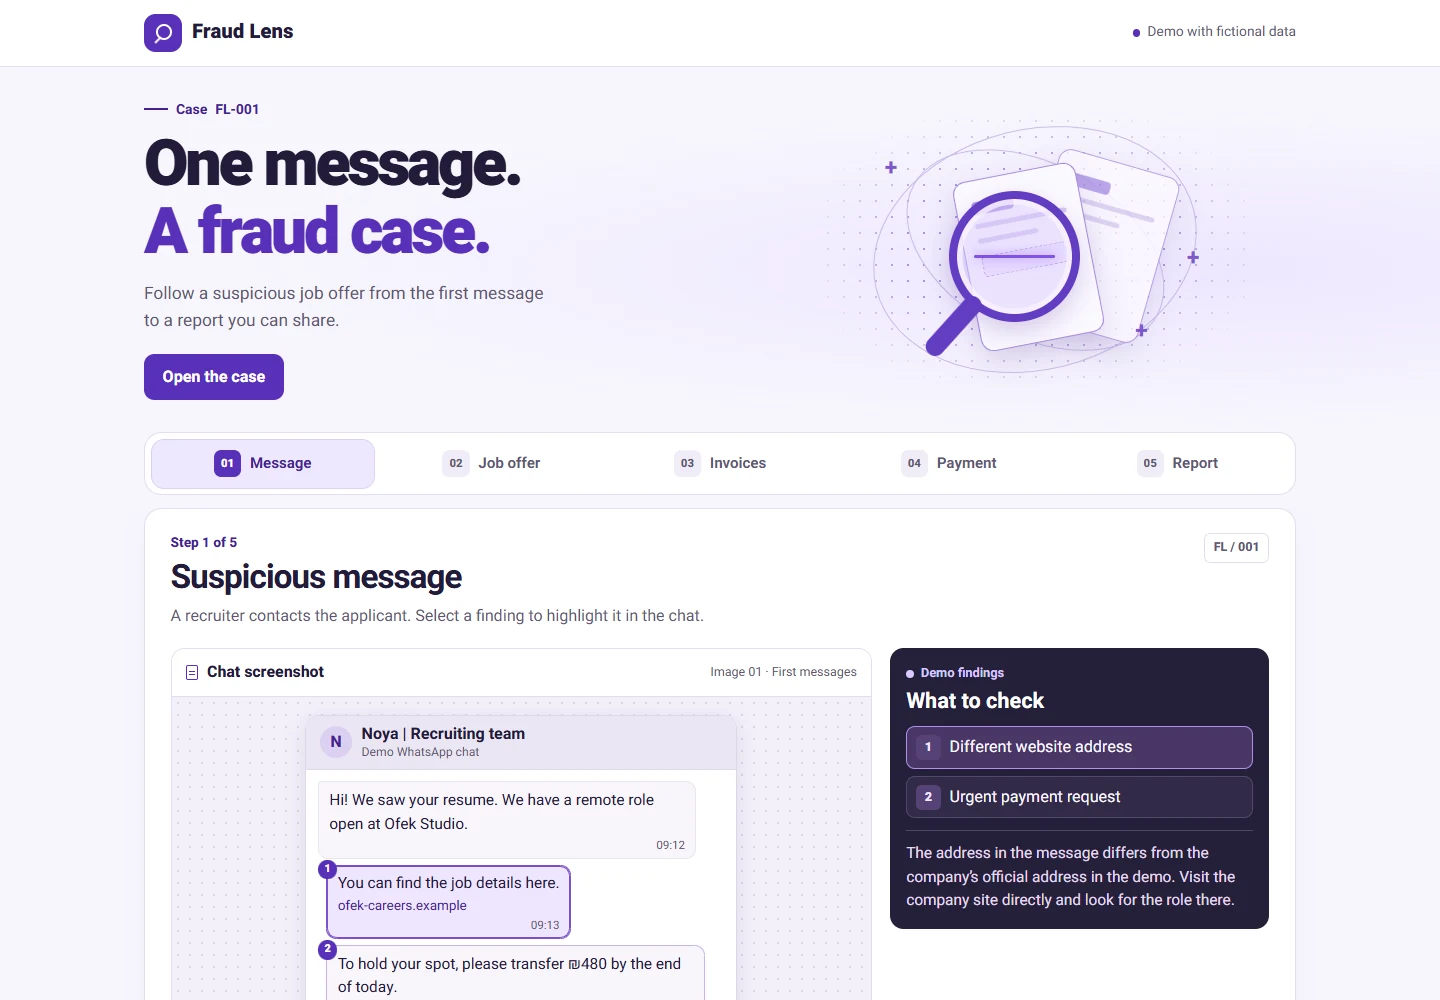 Fraud Lens
Demo with fictional data
Case FL-001
One message.
A fraud case.
Follow a suspicious job offer from the first message
to a report you can share.
Open the case
01 Message
02 Job offer
03 Invoices
04 Payment
05 Report
Step 1 of 5
FL / 001
Suspicious message
A recruiter contacts the applicant. Select a finding to highlight it in the chat.
Chat screenshot
Image 01 · First messages
N
Noya | Recruiting team
Demo WhatsApp chat
Hi! We saw your resume. We have a remote role
open at Ofek Studio.
09:12
1
You can find the job details here.
ofek-careers.example
09:13
2
To hold your spot, please transfer ₪480 by the end
of today.
Demo findings
What to check
1 Different website address
2 Urgent payment request
The address in the message differs from the
company’s official address in the demo. Visit the
company site directly and look for the role there.